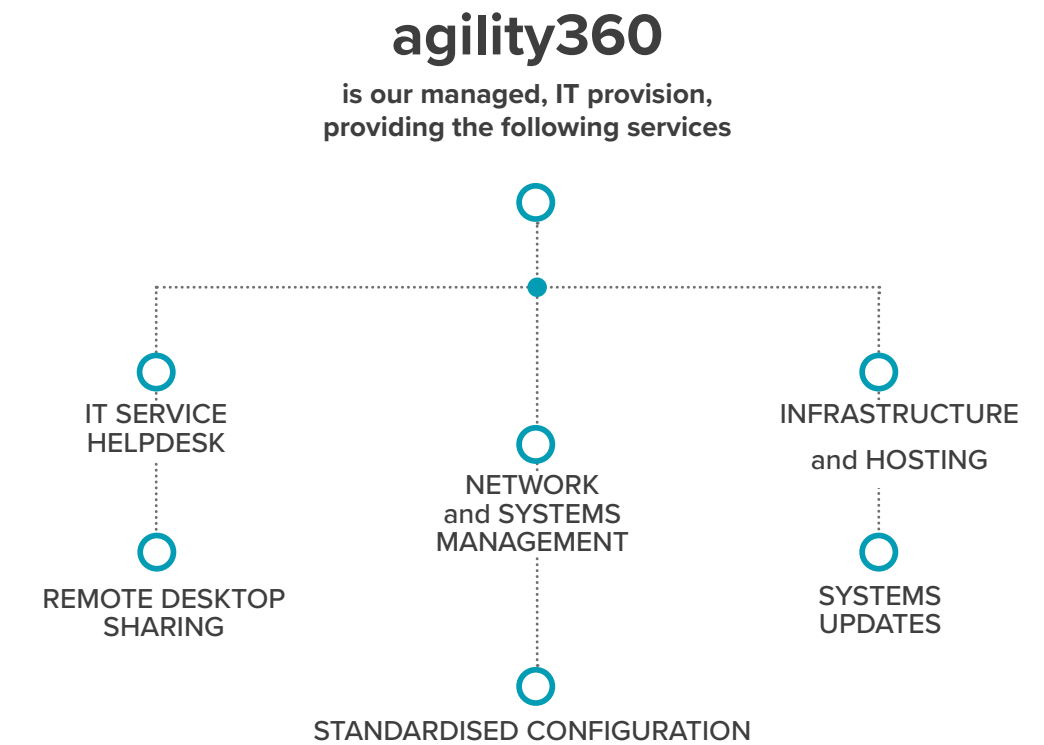 agility360
is our managed, IT provision,
providing the following services
IT SERVICE
HELPDESK
REMOTE DESKTOP
SHARING
NETWORK
and SYSTEMS
MANAGEMENT
STANDARDISED CONFIGURATION
INFRASTRUCTURE
and HOSTING
SYSTEMS
UPDATES